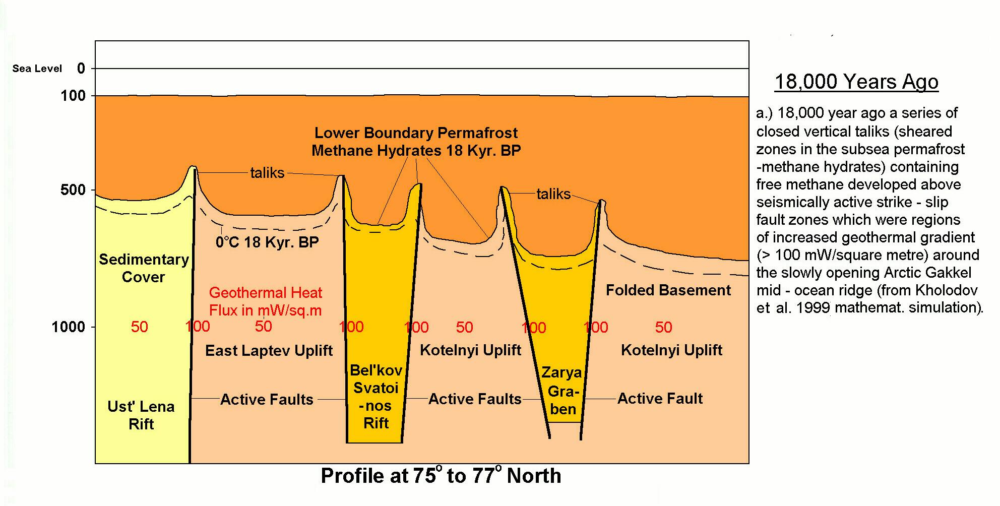 Sea Level 0
100
500
1000
Lower Boundary Permafrost
Methane Hydrates 18 Kyr. BP
taliks
taliks
0°C 18 Kyr. BP
Sedimentary
Cover
Geothermal Heat
Flux in mW/sq.m
Folded Basement
50 100 50 100 100 50 100 100 50
East Laptev Uplift
Kotelnyi Uplift
Kotelnyi Uplift
Bel'kov
Svatoi
-nos
Rift
Zarya
Gra-
ben
Ust' Lena
Rift
Active Faults
Active Faults
Active Fault
Profile at 75° to 77° North
18,000 Years Ago
a.) 18,000 year ago a series of
closed vertical taliks (sheared
zones in the subsea permafrost
-methane hydrates) containing
free methane developed above
seismically active strike - slip
fault zones which were regions
of increased geothermal gradient
(> 100 mW/square metre) around
the slowly opening Arctic Gakkel
mid - ocean ridge (from Kholodov
et al. 1999 mathemat. simulation).